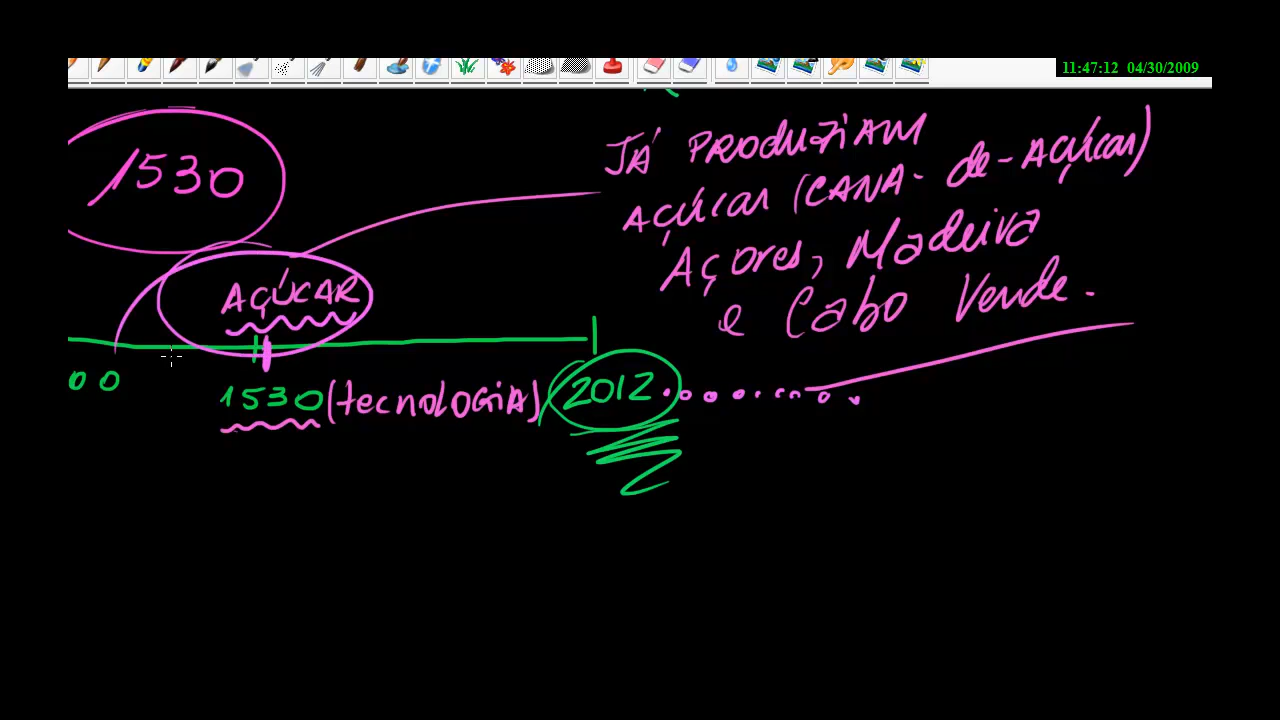 11:47:12 04/30/2009
1530
JÁ PRODUZIAM
AÇÚCAR (CANA-de-AÇÚCAR)
Açores, Madeira
e Cabo Verde.
AÇÚCAR
00
1530 (tecnologia) 2012